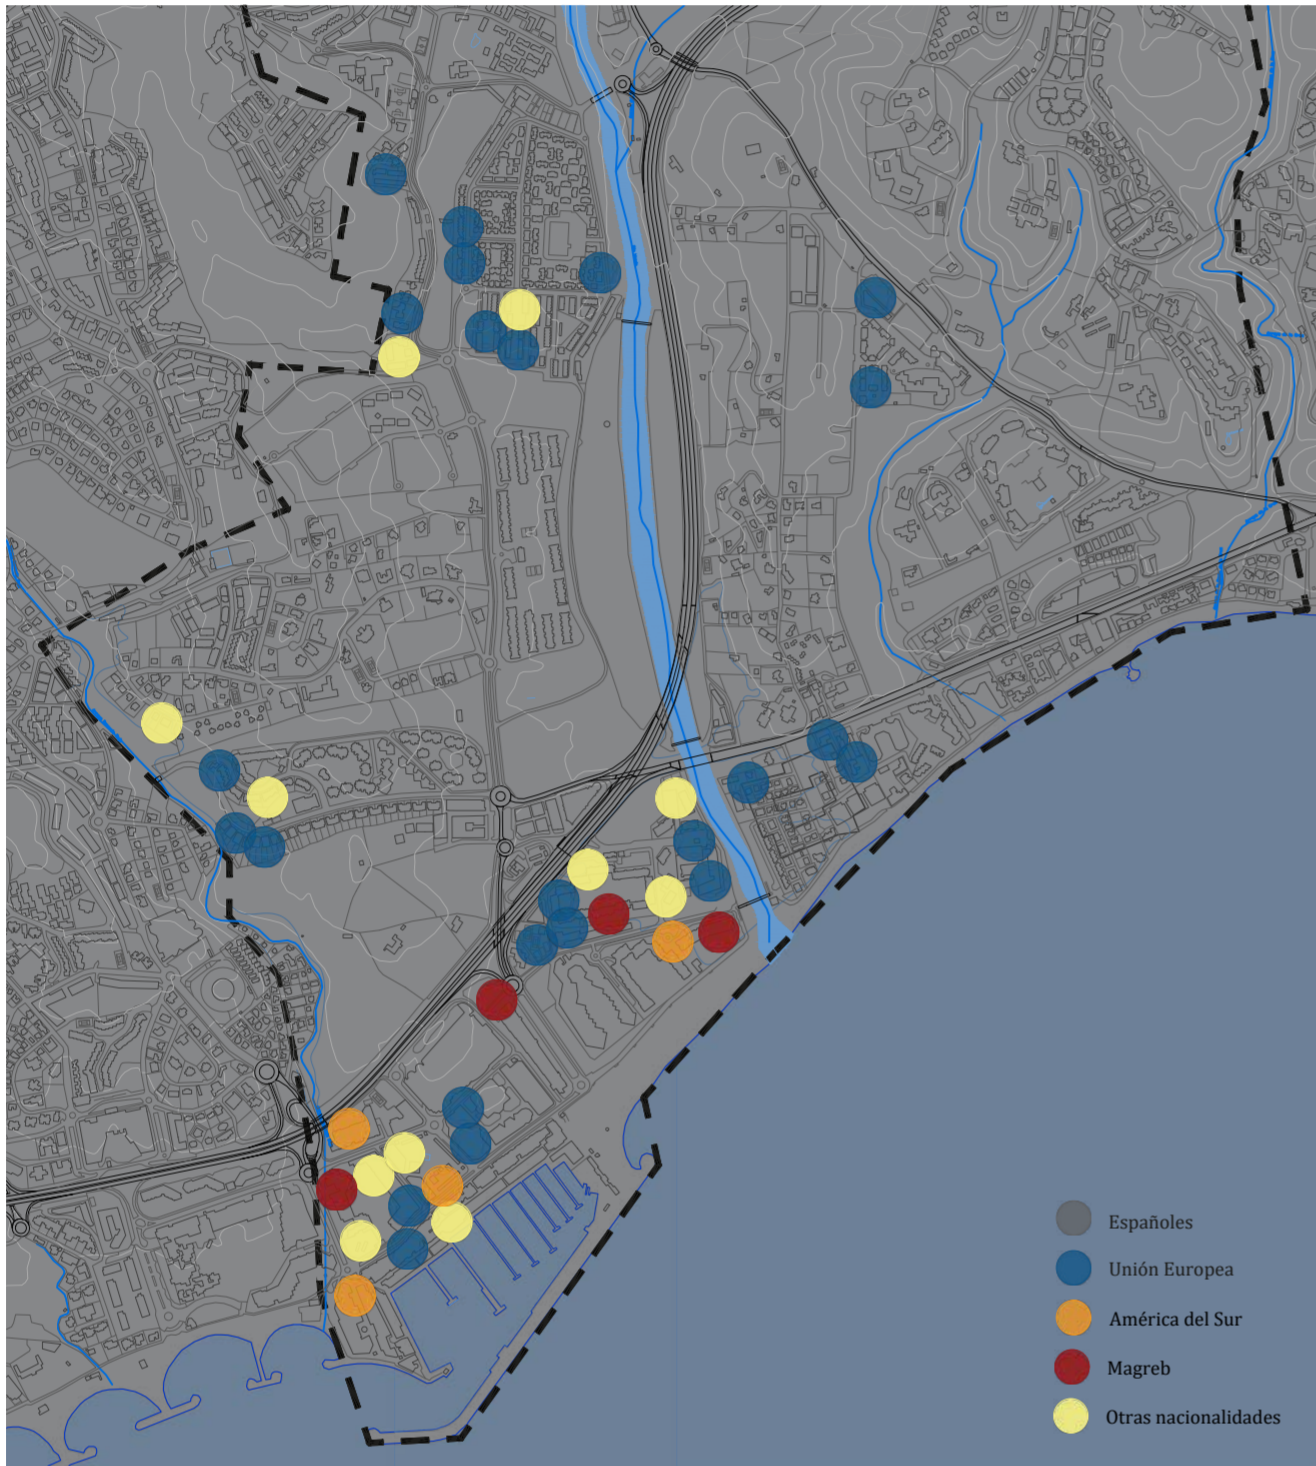 Españoles
Unión Europea
América del Sur
Magreb
Otras nacionalidades